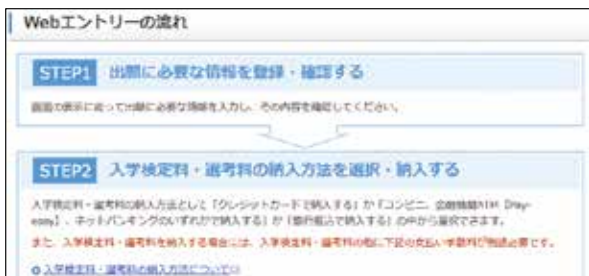 Webエントリーの流れ
STEP1 出願に必要な情報を登録・確認する
画面の表示に従って出願に必要な情報を入力し、その内容を確認してください。
STEP2 入学検定料・選考料の納入方法を選択・納入する
入学検定料・選考料の納入方法として「クレジットカードで納入する」か「コンビニ、金融機関ATM【Pay-
easy】、ネットバンキングのいずれかで納入する」か「銀行振込で納入する」の中から選択できます。
また、入学検定料・選考料を納入する場合には、入学検定料・選考料の他に下記の支払い手数料が別途必要です。
入学検定料・選考料の納入方法について